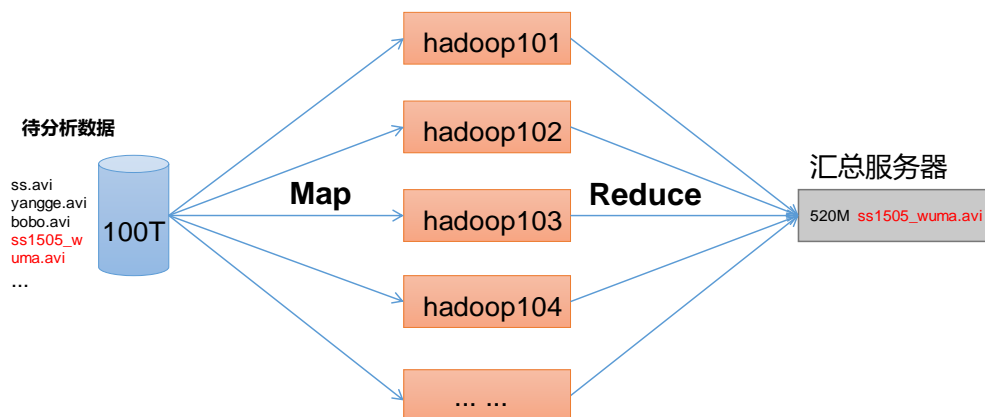 待分析数据
ss.avi
yangge.avi
bobo.avi
ss1505_w
uma.avi
...
100T
Map
hadoop101
hadoop102
hadoop103
hadoop104
... ...
Reduce
汇总服务器
520M ss1505_wuma.avi